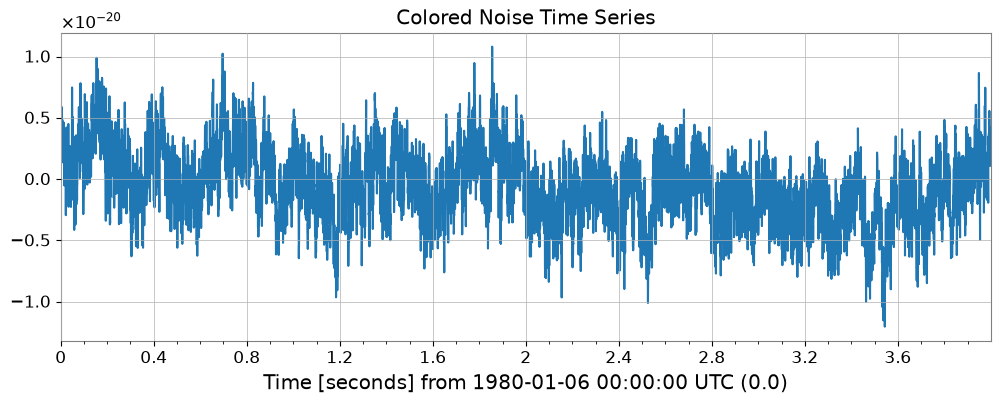 Colored Noise Time Series
×10⁻²⁰
1.0
0.5
0.0
−0.5
−1.0
0 0.4 0.8 1.2 1.6 2 2.4 2.8 3.2 3.6
Time [seconds] from 1980-01-06 00:00:00 UTC (0.0)